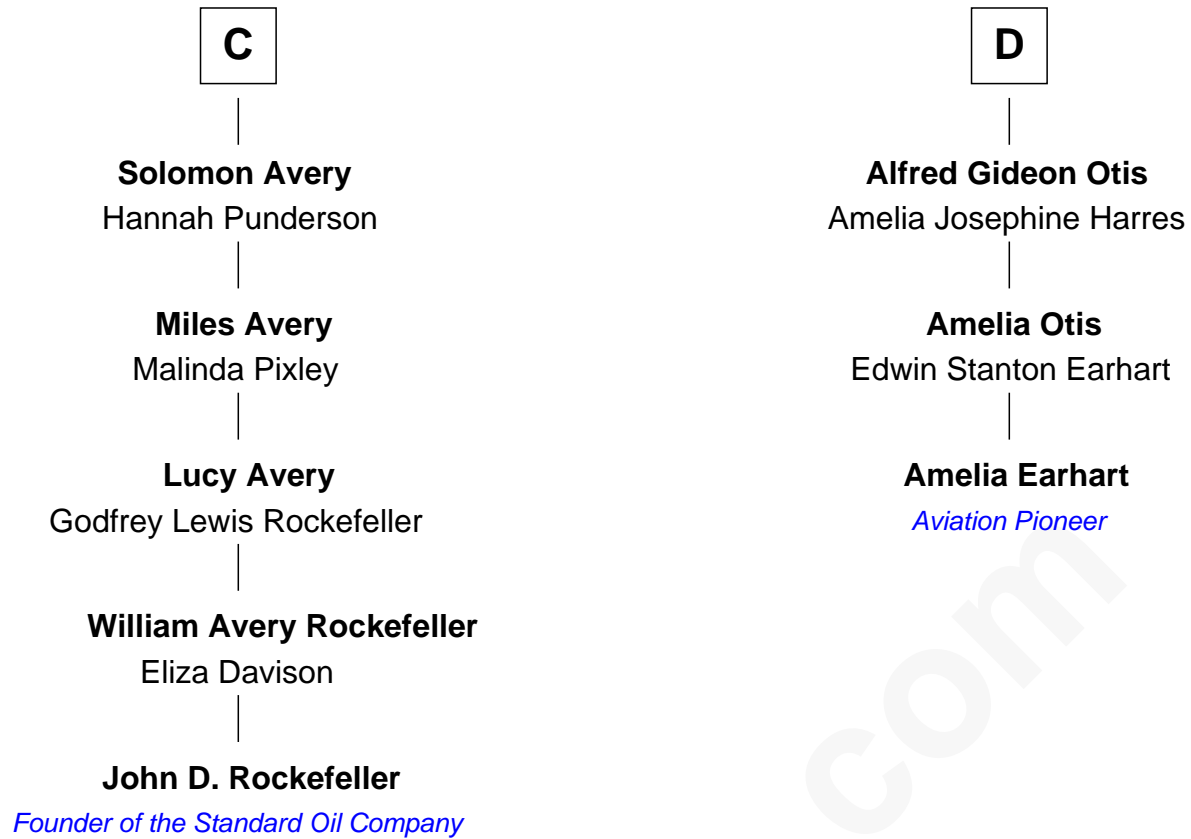 C
Solomon Avery
Hannah Punderson
Miles Avery
Malinda Pixley
Lucy Avery
Godfrey Lewis Rockefeller
William Avery Rockefeller
Eliza Davison
John D. Rockefeller
Founder of the Standard Oil Company
D
Alfred Gideon Otis
Amelia Josephine Harres
Amelia Otis
Edwin Stanton Earhart
Amelia Earhart
Aviation Pioneer
com